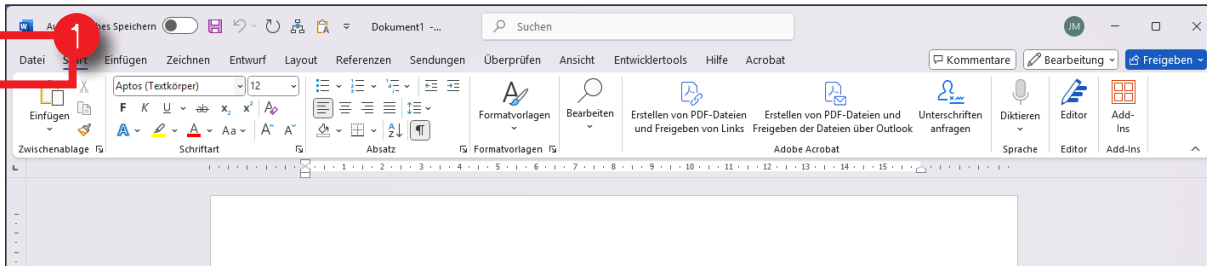 1
es Speichern Dokument1 -... Suchen JM
Datei Start Einfügen Zeichnen Entwurf Layout Referenzen Sendungen Überprüfen Ansicht Entwicklertools Hilfe Acrobat Kommentare Bearbeitung Freigeben
Aptos (Textkörper) 12
F K U ab x₂ x² A
A A Aa A A
Einfügen Formatvorlagen Bearbeiten Erstellen von PDF-Dateien Erstellen von PDF-Dateien und Unterschriften Diktieren Editor Add-
und Freigeben von Links Freigeben der Dateien über Outlook anfragen Ins
Zwischenablage Schriftart Absatz Formatvorlagen Adobe Acrobat Sprache Editor Add-Ins
1 2 3 4 5 6 7 8 9 10 11 12 13 14 15